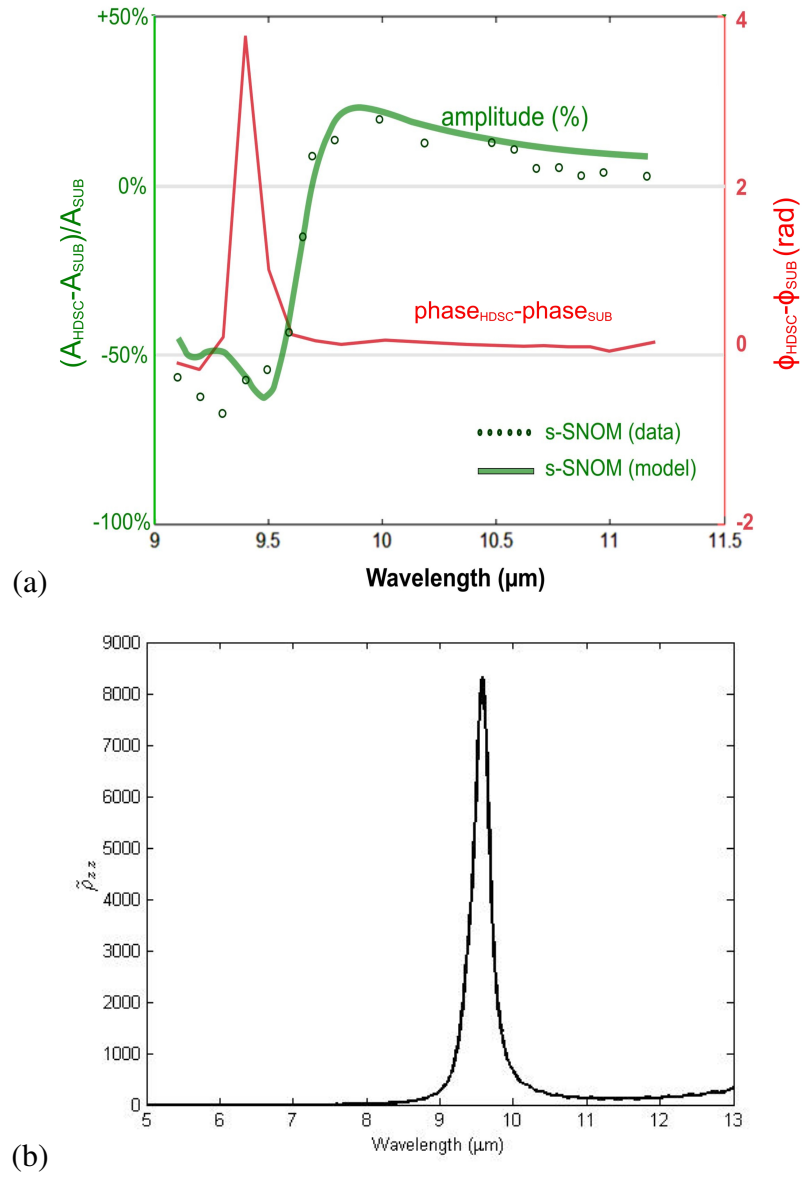 +50%
0%
-50%
-100%
(A_HDSC-A_SUB)/A_SUB
4
2
0
-2
ϕ_HDSC-ϕ_SUB (rad)
amplitude (%)
phase_HDSC-phase_SUB
s-SNOM (data)
s-SNOM (model)
9 9.5 10 10.5 11 11.5
Wavelength (µm)
(a)
9000
8000
7000
6000
5000
4000
3000
2000
1000
0
ρ̃_zz
5 6 7 8 9 10 11 12 13
Wavelength (µm)
(b)